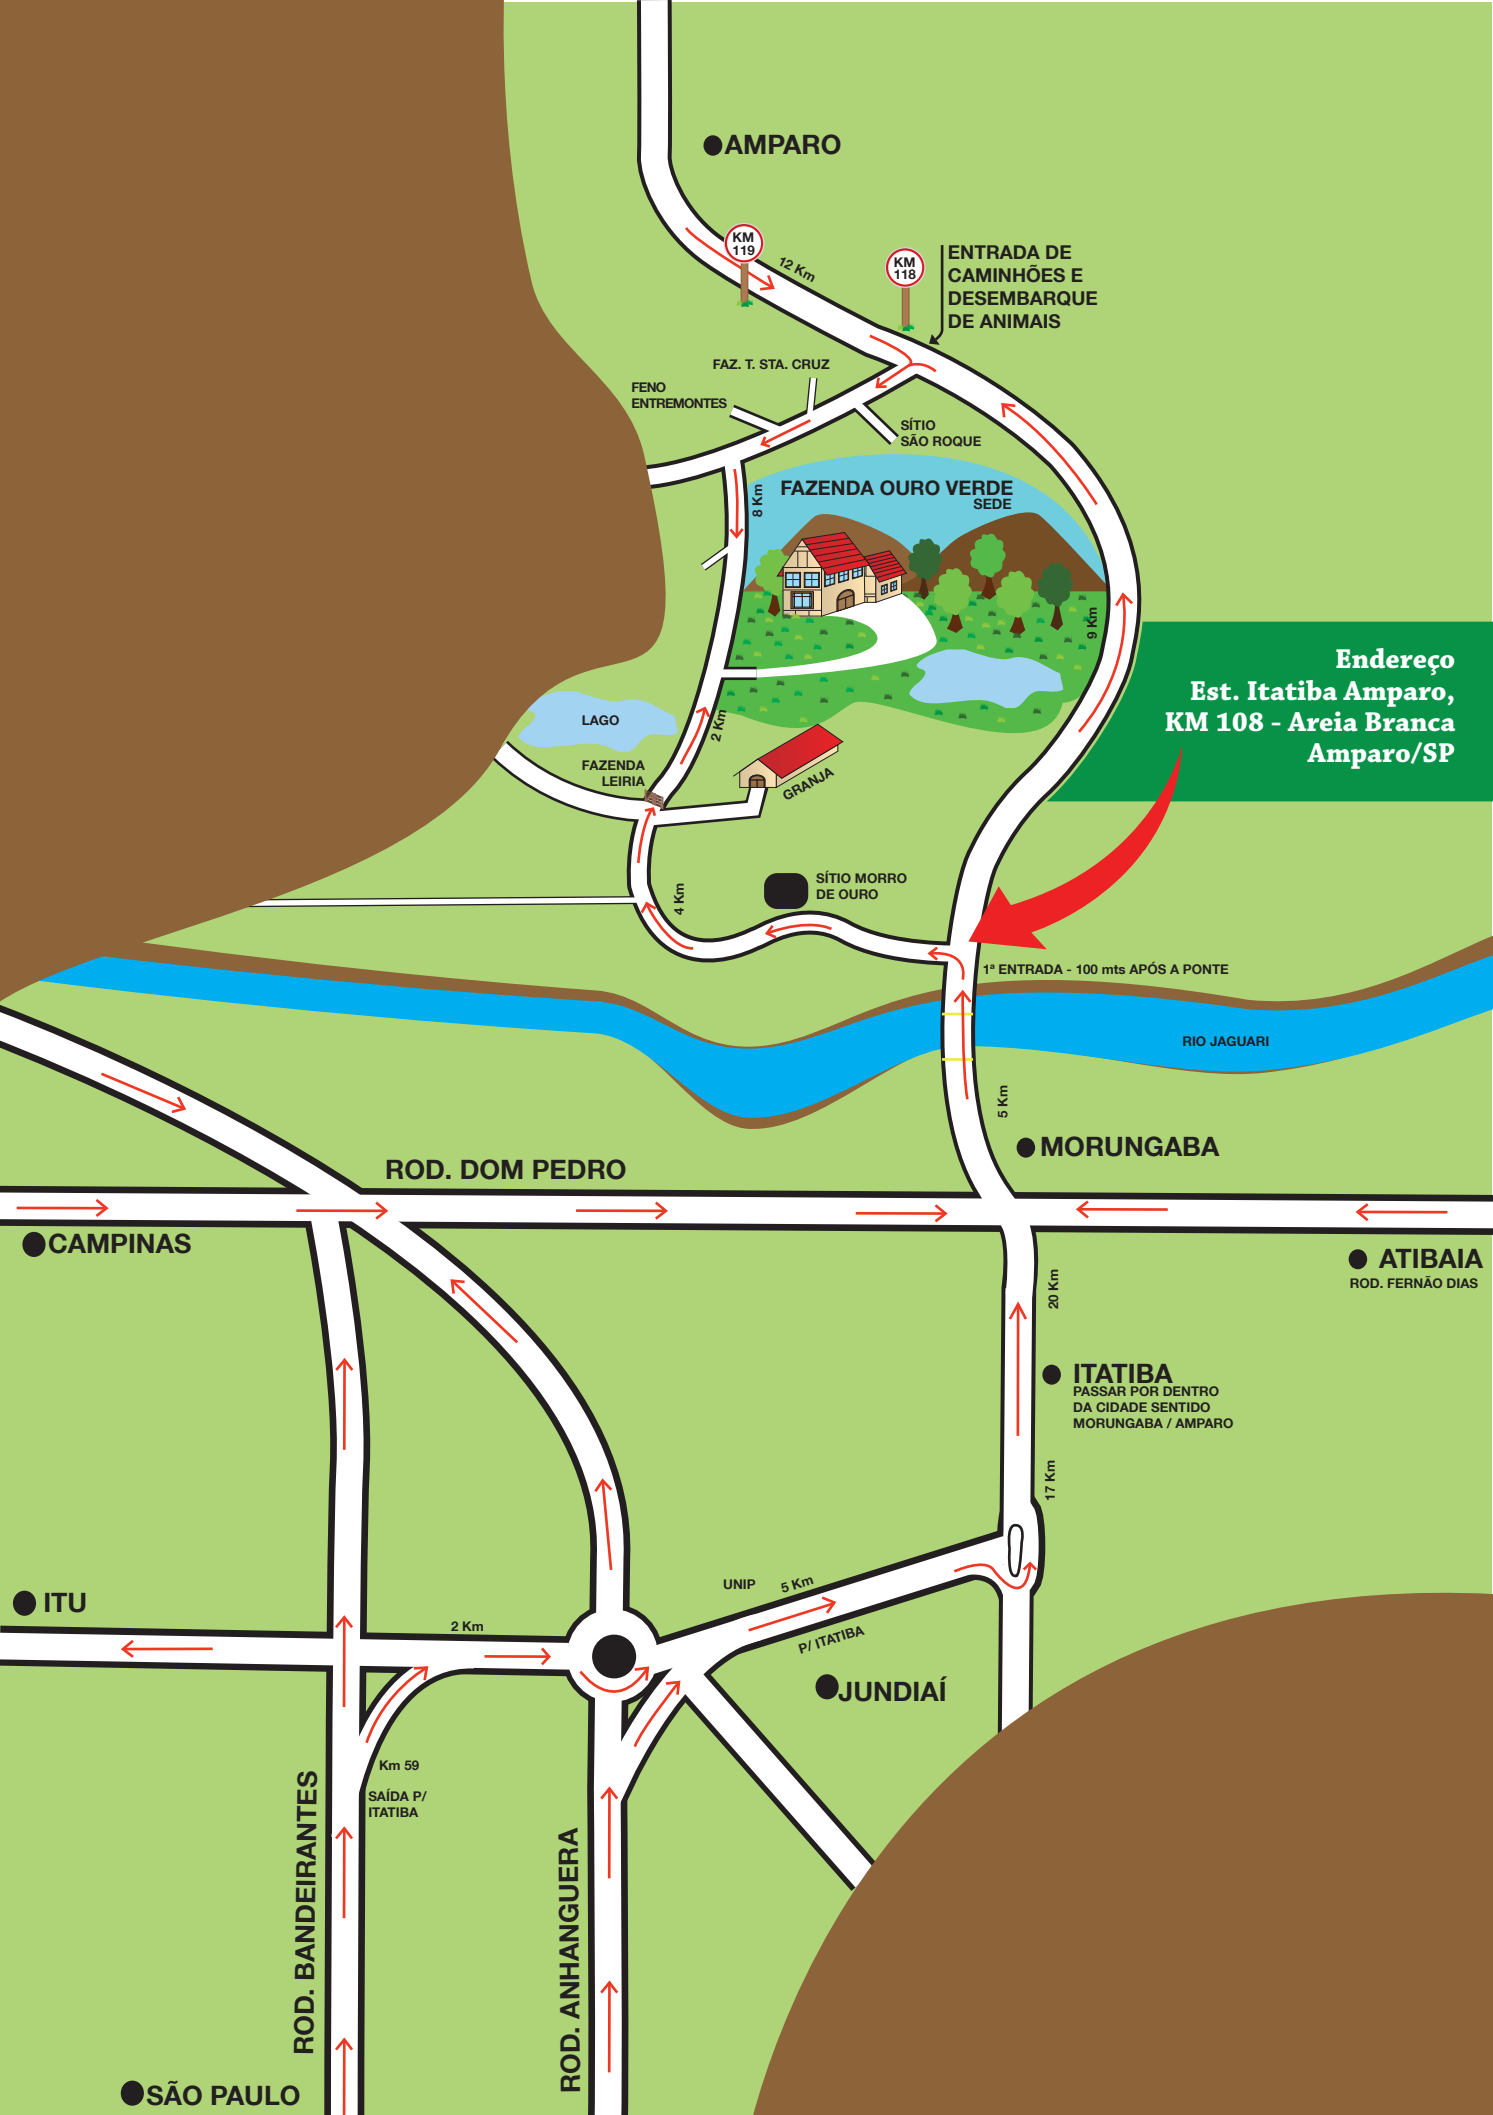 AMPARO
KM
119
12 Km
KM
118
ENTRADA DE
CAMINHÕES E
DESEMBARQUE
DE ANIMAIS
FAZ. T. STA. CRUZ
FENO
ENTREMONTES
SÍTIO
SÃO ROQUE
8 Km
FAZENDA OURO VERDE
SEDE
9 Km
Endereço
Est. Itatiba Amparo,
KM 108 - Areia Branca
Amparo/SP
LAGO
2 Km
FAZENDA
LEIRIA
GRANJA
SÍTIO MORRO
DE OURO
4 Km
1ª ENTRADA - 100 mts APÓS A PONTE
RIO JAGUARI
5 Km
MORUNGABA
ROD. DOM PEDRO
CAMPINAS
ATIBAIA
ROD. FERNÃO DIAS
20 Km
ITATIBA
PASSAR POR DENTRO
DA CIDADE SENTIDO
MORUNGABA / AMPARO
17 Km
UNIP
5 Km
P/ ITATIBA
ITU
2 Km
JUNDIAÍ
Km 59
SAÍDA P/
ITATIBA
ROD. BANDEIRANTES
ROD. ANHANGUERA
SÃO PAULO